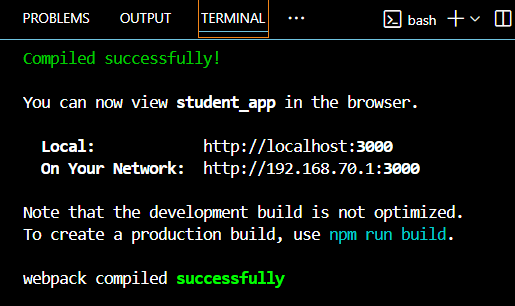 PROBLEMS OUTPUT TERMINAL ... bash
Compiled successfully!
You can now view student_app in the browser.
Local: http://localhost:3000
On Your Network: http://192.168.70.1:3000
Note that the development build is not optimized.
To create a production build, use npm run build.
webpack compiled successfully